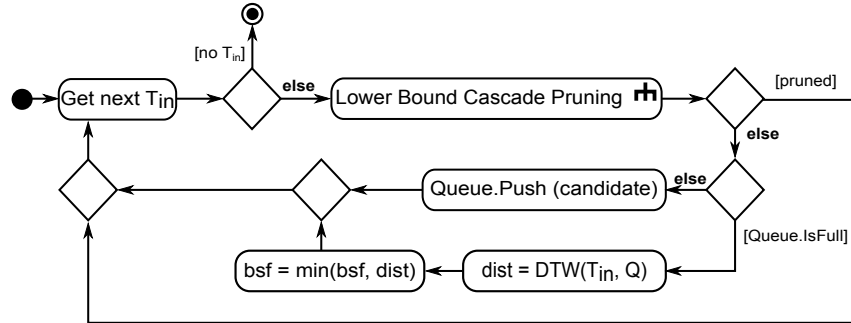 [no T_in]
[pruned]
Get next T_in
else
Lower Bound Cascade Pruning
else
Queue.Push (candidate)
else
[Queue.IsFull]
bsf = min(bsf, dist)
dist = DTW(T_in, Q)